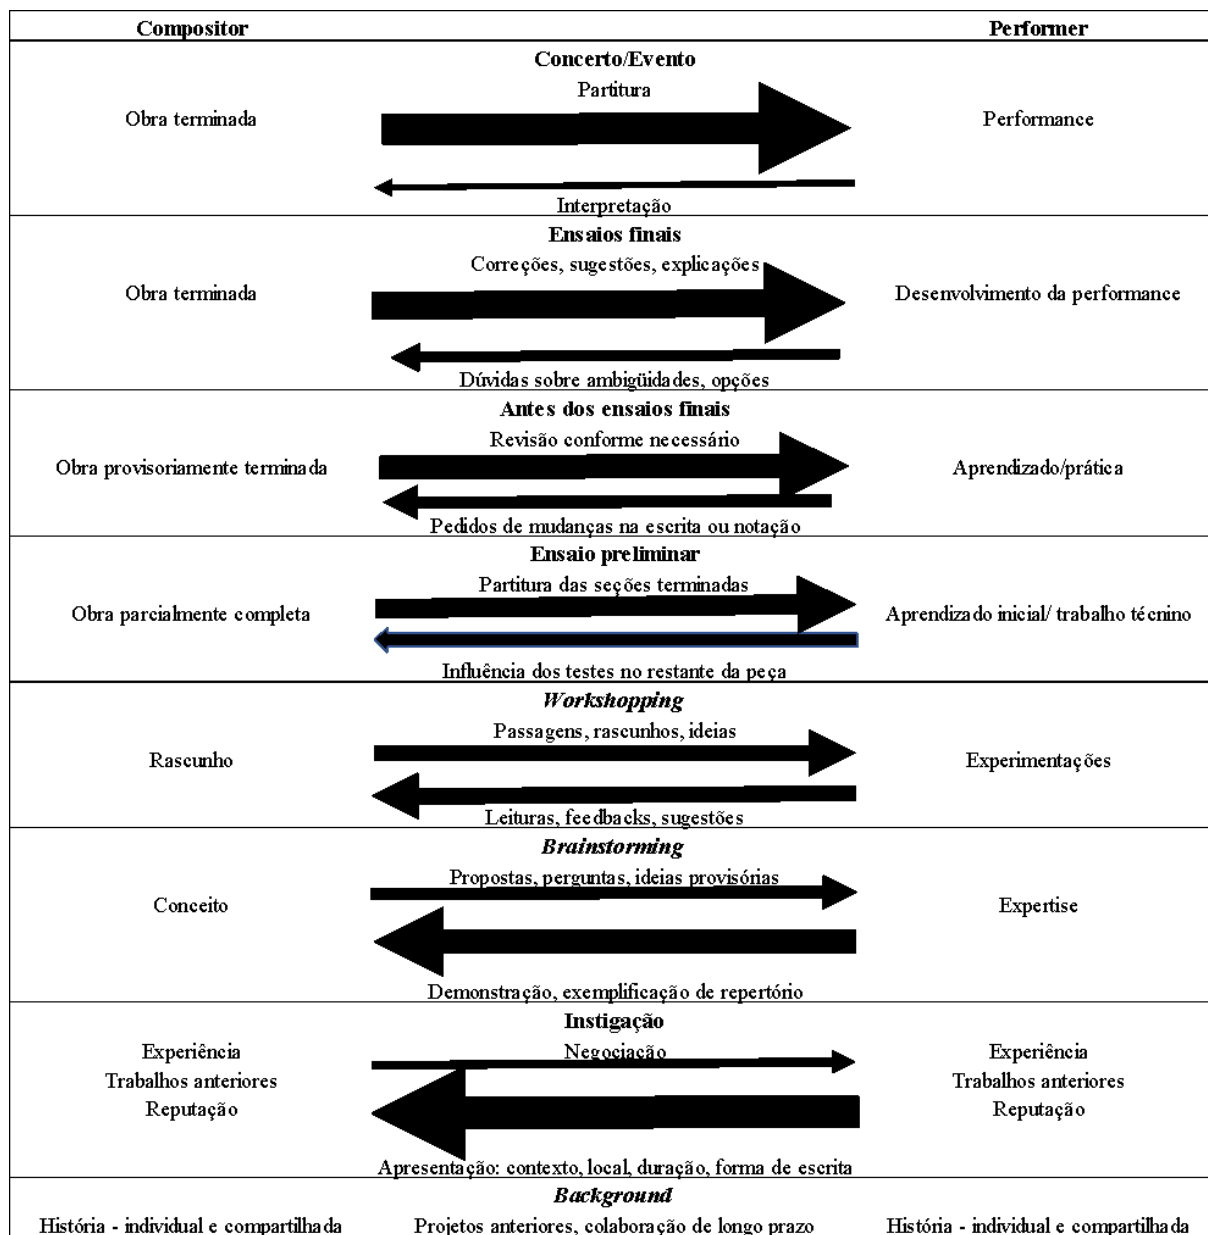 Compositor Performer
Concerto/Evento
Partitura
Obra terminada Performance
Interpretação
Ensaios finais
Correções, sugestões, explicações
Obra terminada Desenvolvimento da performance
Dúvidas sobre ambigüidades, opções
Antes dos ensaios finais
Revisão conforme necessário
Obra provisoriamente terminada Aprendizado/prática
Pedidos de mudanças na escrita ou notação
Ensaio preliminar
Partitura das seções terminadas
Obra parcialmente completa Aprendizado inicial/ trabalho técnino
Influência dos testes no restante da peça
Workshopping
Passagens, rascunhos, ideias
Rascunho Experimentações
Leituras, feedbacks, sugestões
Brainstorming
Propostas, perguntas, ideias provisórias
Conceito Expertise
Demonstração, exemplificação de repertório
Instigação
Experiência Negociação Experiência
Trabalhos anteriores Trabalhos anteriores
Reputação Reputação
Apresentação: contexto, local, duração, forma de escrita
Background
História - individual e compartilhada Projetos anteriores, colaboração de longo prazo História - individual e compartilhada